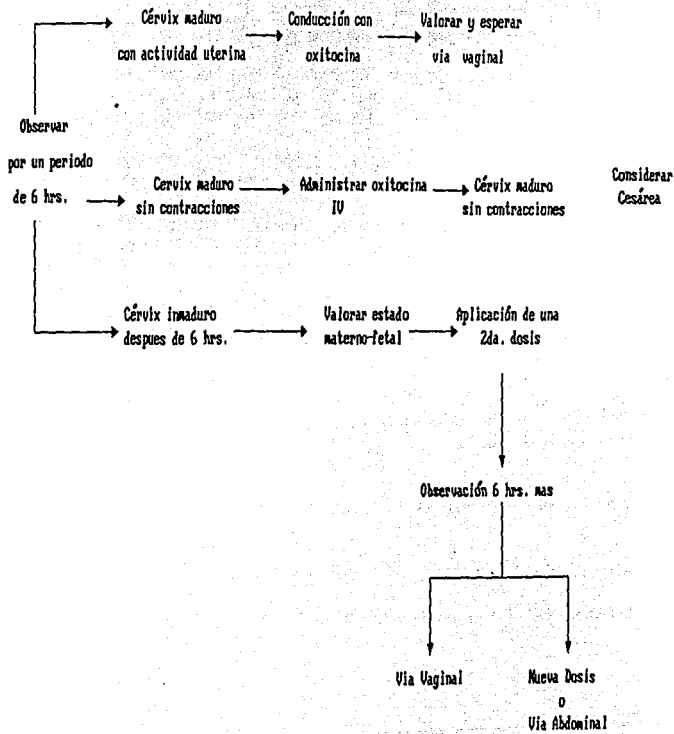 Cérvix maduro
con actividad uterina
Conducción con
oxitocina
Valorar y esperar
via vaginal
Observar
por un periodo
de 6 hrs.
Cervix maduro
sin contracciones
Administrar oxitocina
IV
Cérvix maduro
sin contracciones
Considerar
Cesárea
Cérvix inmaduro
despues de 6 hrs.
Valorar estado
materno-fetal
Aplicación de una
2da. dosis
Observación 6 hrs. mas
Via Vaginal
Nueva Dosis
o
Via Abdominal